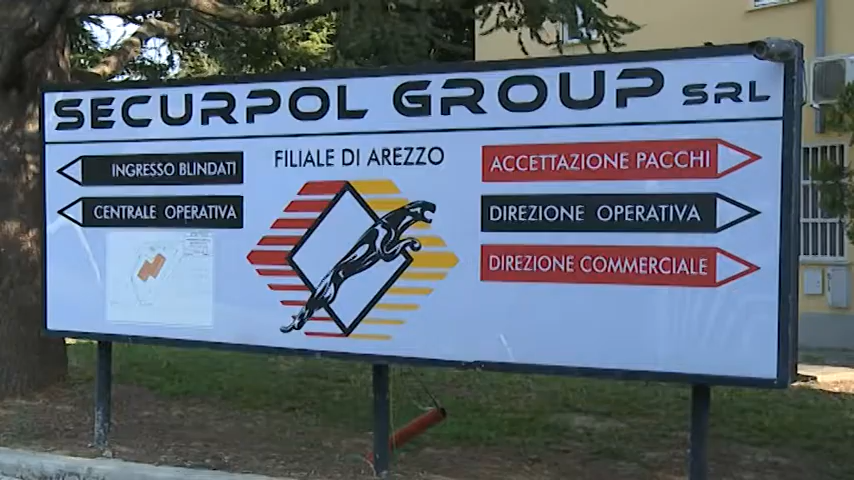 SECURPOL GROUP SRL
INGRESSO BLINDATI
CENTRALE OPERATIVA
FILIALE DI AREZZO
ACCETTAZIONE PACCHI
DIREZIONE OPERATIVA
DIREZIONE COMMERCIALE